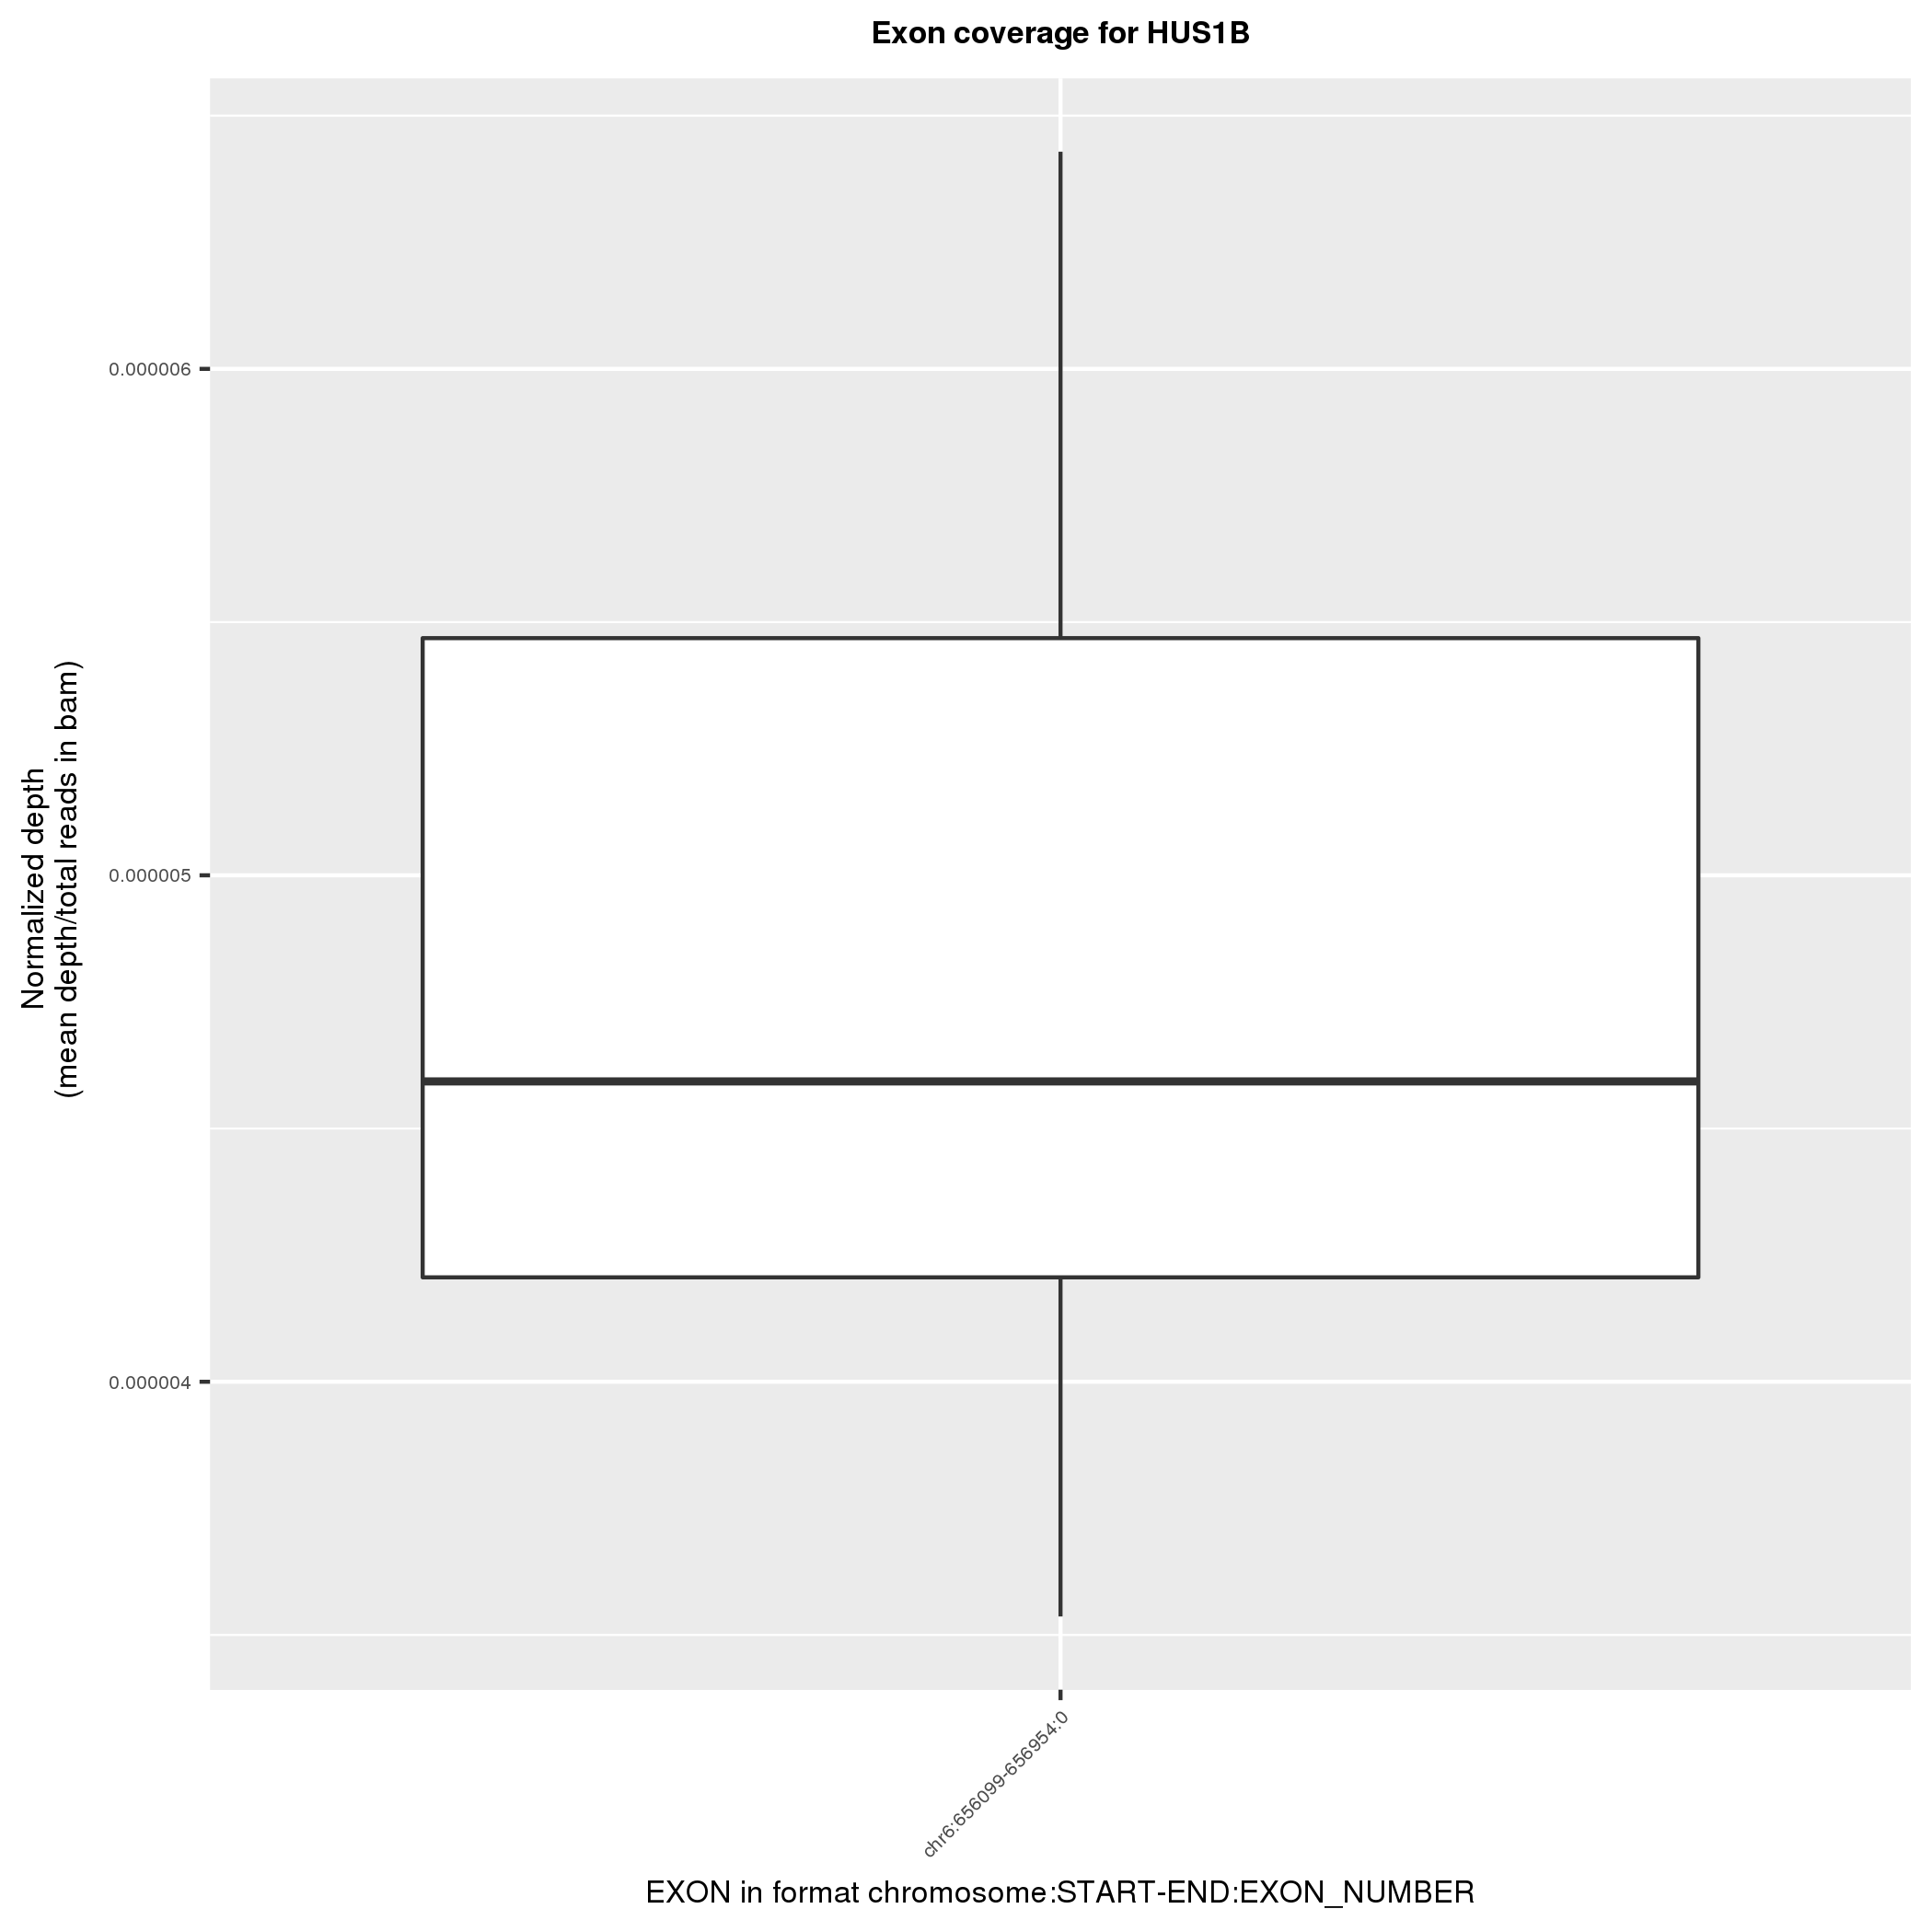 Exon coverage for HUS1B
Normalized depth
(mean depth/total reads in bam)
0.000006
0.000005
0.000004
chr6:656099-656954:0
EXON in format chromosome:START-END:EXON_NUMBER